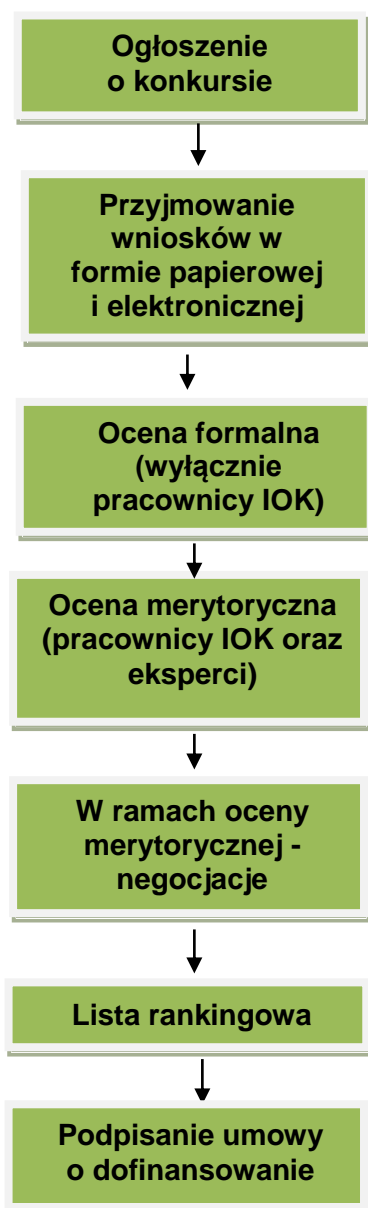 Ogłoszenie
o konkursie
Przyjmowanie
wniosków w
formie papierowej
i elektronicznej
Ocena formalna
(wyłącznie
pracownicy IOK)
Ocena merytoryczna
(pracownicy IOK oraz
eksperci)
W ramach oceny
merytorycznej -
negocjacje
Lista rankingowa
Podpisanie umowy
o dofinansowanie